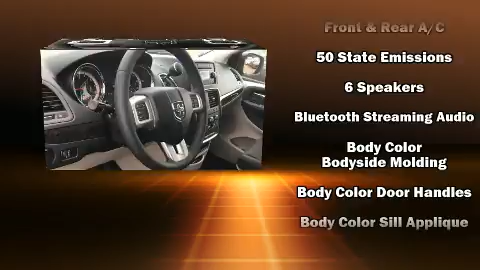 Front & Rear A/C
50 State Emissions
6 Speakers
Bluetooth Streaming Audio
Body Color
Bodyside Molding
Body Color Door Handles
Body Color Sill Applique